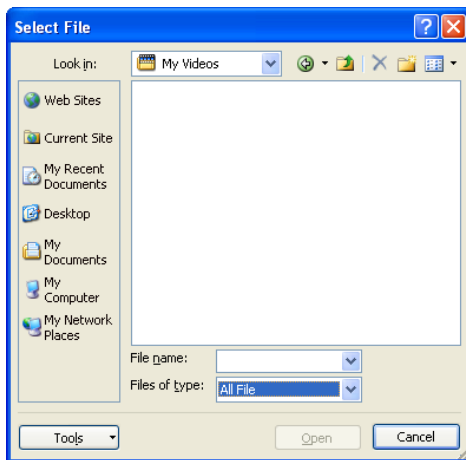 Select File
Look in:
My Videos
Web Sites
Current Site
My Recent
Documents
Desktop
My
Documents
My
Computer
My Network
Places
File name:
Files of type:
All File
Tools
Open
Cancel